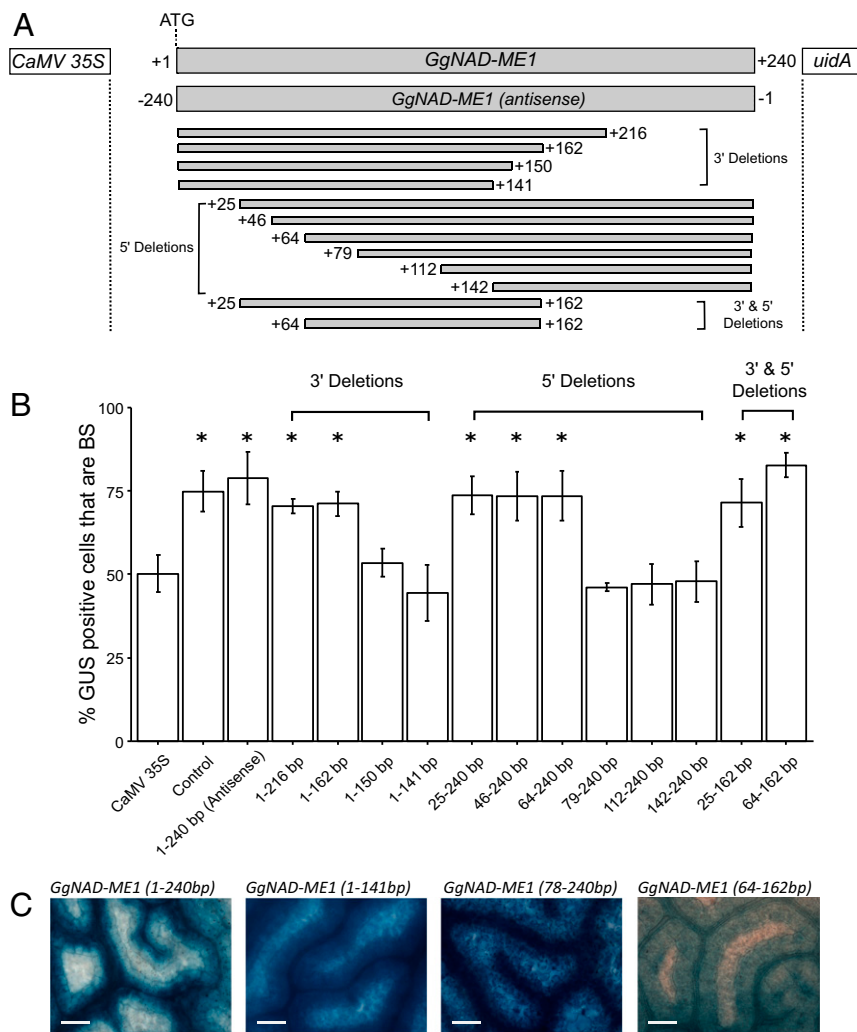 A
ATG
CaMV 35S
+1
GgNAD-ME1
+240
uidA
-240
GgNAD-ME1 (antisense)
-1
+216
+162
+150
+141
3' Deletions
+25
+46
+64
+79
+112
+142
5' Deletions
+25
+162
+64
+162
3' & 5'
Deletions
B
3' Deletions
5' Deletions
3' & 5'
Deletions
% GUS positive cells that are BS
100
75
50
25
0
* * * * * * * * *
CaMV 35S
Control
1-240 bp (Antisense)
1-216 bp
1-162 bp
1-150 bp
1-141 bp
25-240 bp
46-240 bp
64-240 bp
79-240 bp
112-240 bp
142-240 bp
25-162 bp
64-162 bp
C
GgNAD-ME1 (1-240bp)
GgNAD-ME1 (1-141bp)
GgNAD-ME1 (78-240bp)
GgNAD-ME1 (64-162bp)